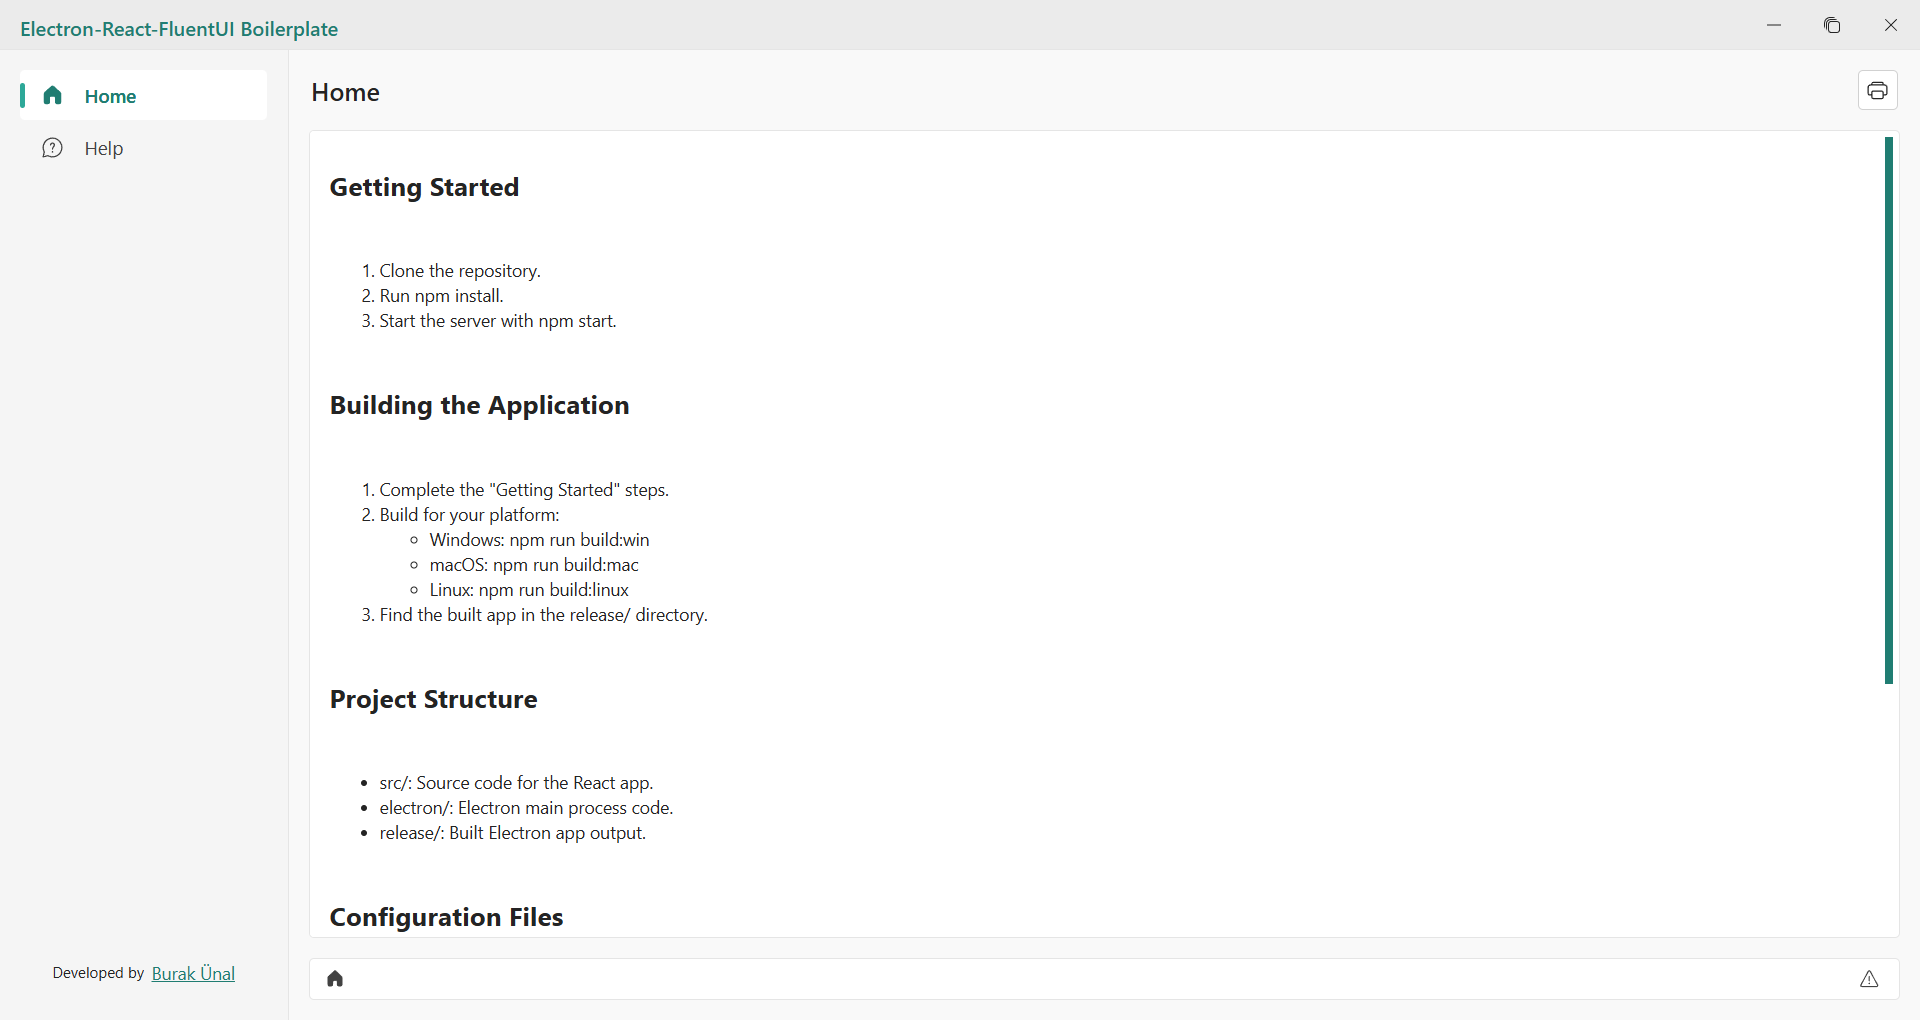 Electron-React-FluentUI Boilerplate
Home
Help
Home
Getting Started
1. Clone the repository.
2. Run npm install.
3. Start the server with npm start.
Building the Application
1. Complete the "Getting Started" steps.
2. Build for your platform:
Windows: npm run build:win
macOS: npm run build:mac
Linux: npm run build:linux
3. Find the built app in the release/ directory.
Project Structure
src/: Source code for the React app.
electron/: Electron main process code.
release/: Built Electron app output.
Configuration Files
Developed by Burak Ünal